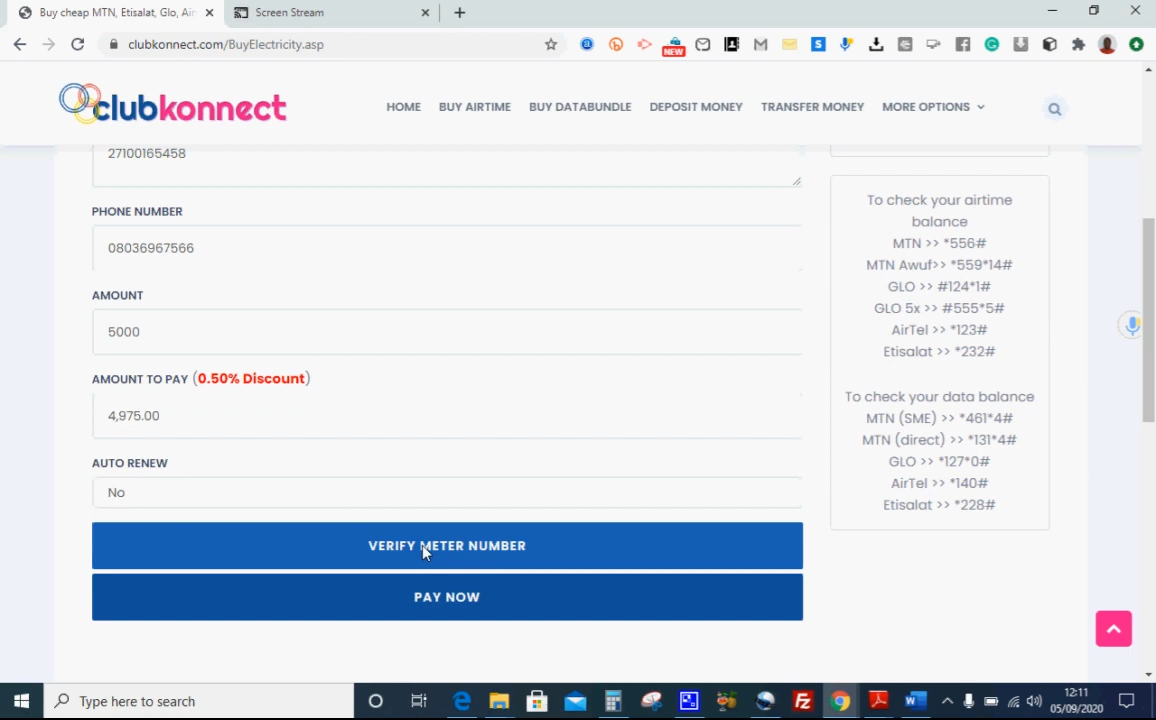 Buy cheap MTN, Etisalat, Glo, Air
Screen Stream
clubkonnect.com/BuyElectricity.asp
NEW
clubkonnect
HOME
BUY AIRTIME
BUY DATABUNDLE
DEPOSIT MONEY
TRANSFER MONEY
MORE OPTIONS
27100165458
PHONE NUMBER
08036967566
AMOUNT
5000
AMOUNT TO PAY (0.50% Discount)
4,975.00
AUTO RENEW
No
VERIFY METER NUMBER
PAY NOW
To check your airtime
balance
MTN >> *556#
MTN Awuf>> *559*14#
GLO >> #124*1#
GLO 5x >> #555*5#
AirTel >> *123#
Etisalat >> *232#
To check your data balance
MTN (SME) >> *461*4#
MTN (direct) >> *131*4#
GLO >> *127*0#
AirTel >> *140#
Etisalat >> *228#
Type here to search
12:11
05/09/2020